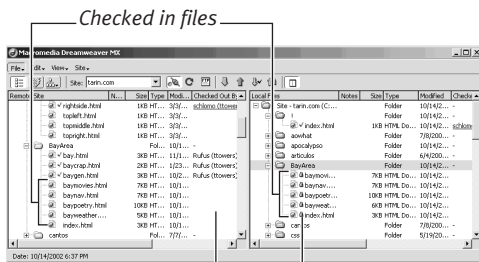 Checked in files
Macromedia Dreamweaver MX
File Edit View Site
Site: tarin.com
Remote Site N... Size Type Modi... Checked Out By
rightside.html 1KB HT... 3/3/... schlomo (ttower
topleft.html 1KB HT... 3/3/...
topmiddle.html 1KB HT... 3/3/...
topright.html 1KB HT... 3/3/...
BayArea Fol... 10/1... -
bay.html 3KB HT... 11/1... Rufus (ttowers)
baycrap.html 2KB HT... 1/23... Rufus (ttowers)
baygen.html 2KB HT... 10/2... Rufus (ttowers)
baymovies.html 7KB HT... 10/1...
baynav.html 7KB HT... 10/1...
baypoetry.html 10KB HT... 10/1...
bayweather.... 5KB HT... 10/1...
index.html 3KB HT... 10/1...
cantos Fol... 7/7/... -
Local Files Notes Size Type Modified Checke
Site - tarin.com (C:... Folder 10/14/2... -
! Folder 10/14/2... -
index.html 1KB HTML Do... 10/14/2... schlom
aowhat Folder 7/8/200... -
apocalypso Folder 10/14/2... -
articulos Folder 6/4/200... -
BayArea Folder 10/14/2... -
baymovi... 7KB HTML Do... 10/14/2...
baynav.... 7KB HTML Do... 10/14/2...
baypoetr... 10KB HTML Do... 10/14/2...
bayweat... 6KB HTML Do... 10/14/2...
index.html 3KB HTML Do... 10/14/2...
cantos Folder 7/8/200... -
css Folder 5/19/20... -
Date: 10/14/2002 6:37 PM